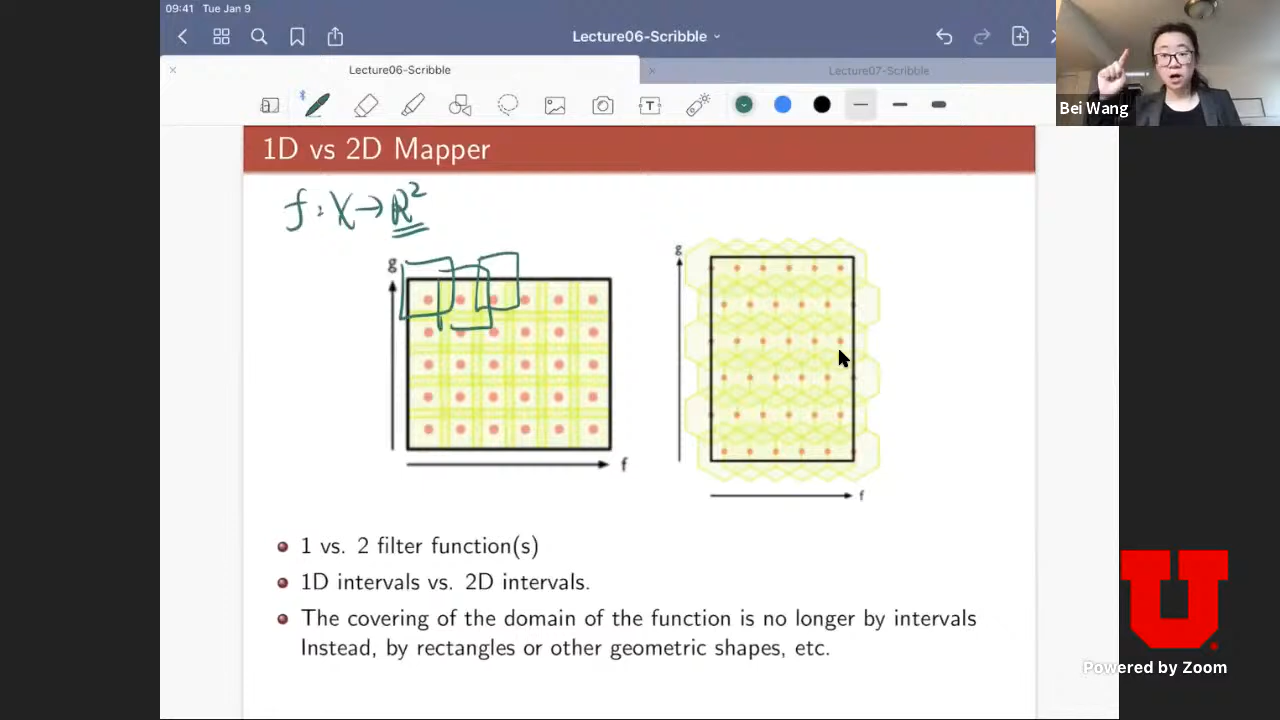 09:41 Tue Jan 9
Lecture06-Scribble
Lecture06-Scribble
Lecture07-Scribble
T
Bei Wang
1D vs 2D Mapper
f : X → R²
g
f
g
f
1 vs. 2 filter function(s)
1D intervals vs. 2D intervals.
The covering of the domain of the function is no longer by intervals
Instead, by rectangles or other geometric shapes, etc.
U
Powered by Zoom